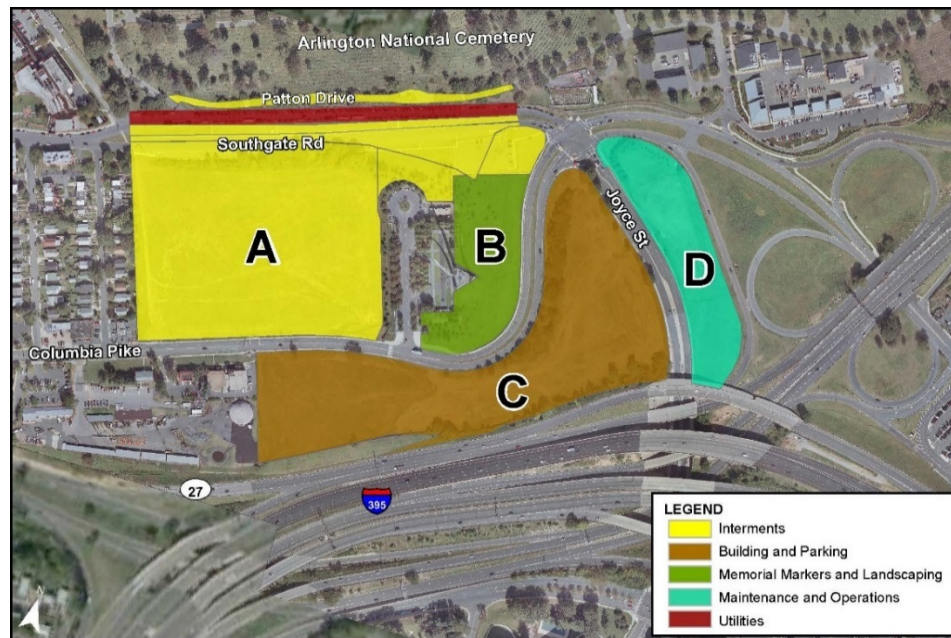 Arlington National Cemetery
Patton Drive
Southgate Rd
A
B
Joyce St
D
Columbia Pike
C
27
395
LEGEND
Interments
Building and Parking
Memorial Markers and Landscaping
Maintenance and Operations
Utilities
N